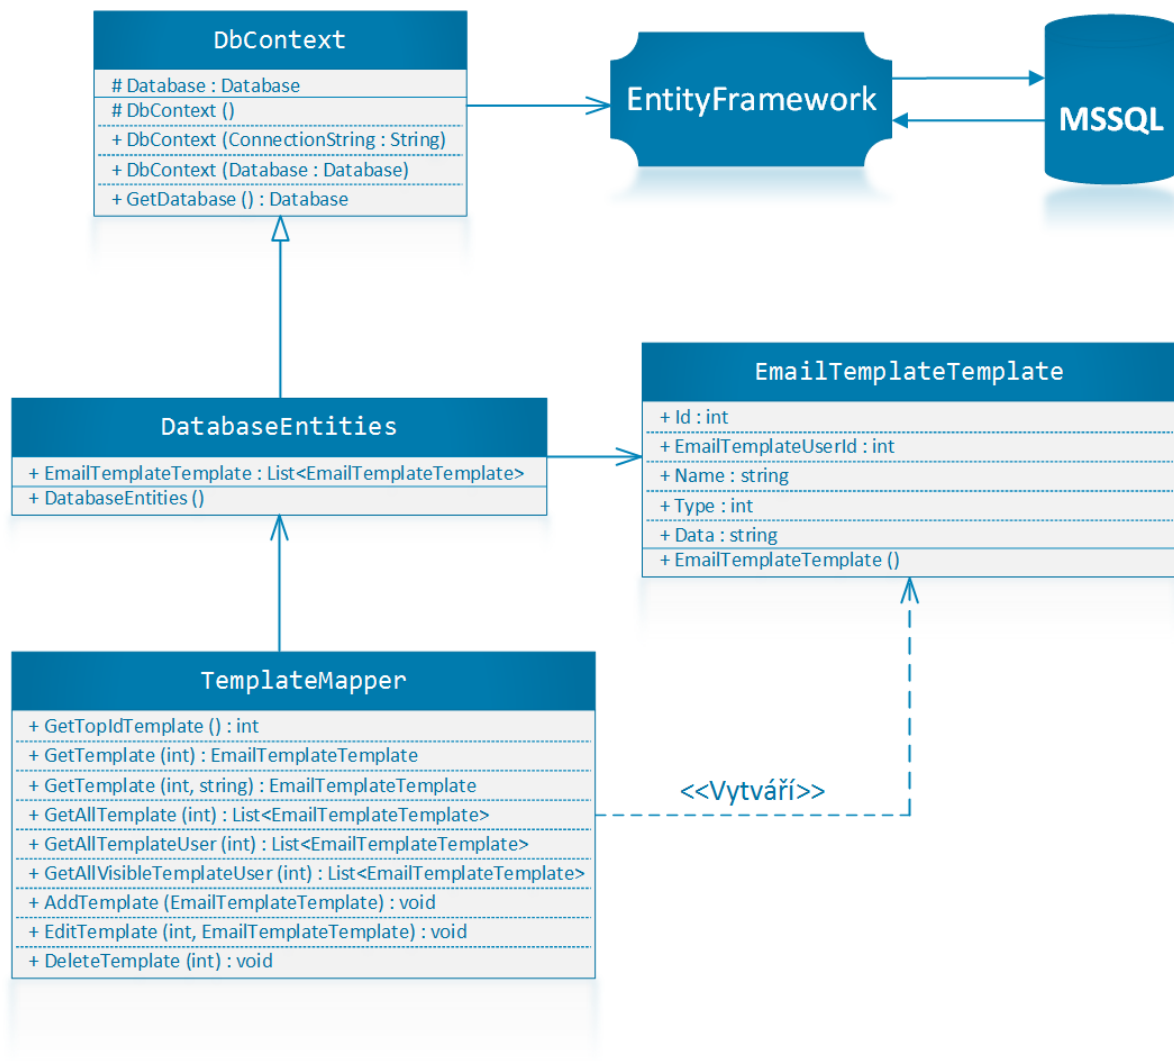 DbContext
# Database : Database
# DbContext ()
+ DbContext (ConnectionString : String)
+ DbContext (Database : Database)
+ GetDatabase () : Database
EntityFramework
MSSQL
DatabaseEntities
+ EmailTemplateTemplate : List<EmailTemplateTemplate>
+ DatabaseEntities ()
EmailTemplateTemplate
+ Id : int
+ EmailTemplateUserId : int
+ Name : string
+ Type : int
+ Data : string
+ EmailTemplateTemplate ()
TemplateMapper
+ GetTopIdTemplate () : int
+ GetTemplate (int) : EmailTemplateTemplate
+ GetTemplate (int, string) : EmailTemplateTemplate
+ GetAllTemplate (int) : List<EmailTemplateTemplate>
+ GetAllTemplateUser (int) : List<EmailTemplateTemplate>
+ GetAllVisibleTemplateUser (int) : List<EmailTemplateTemplate>
+ AddTemplate (EmailTemplateTemplate) : void
+ EditTemplate (int, EmailTemplateTemplate) : void
+ DeleteTemplate (int) : void
<<Vytváří>>